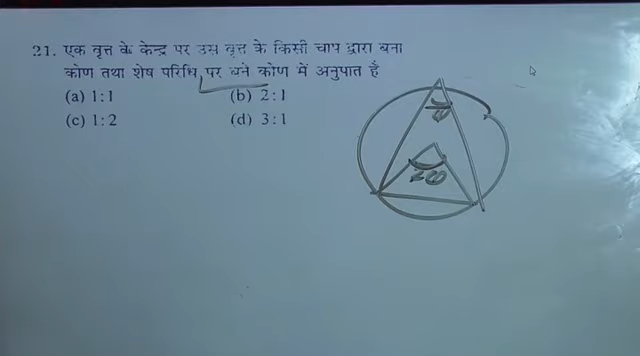 21. एक वृत्त के केन्द्र पर उस वृत्त के किसी चाप द्वारा बना
कोण तथा शेष परिधि पर बने कोण में अनुपात है
(a) 1:1 (b) 2:1
(c) 1:2 (d) 3:1